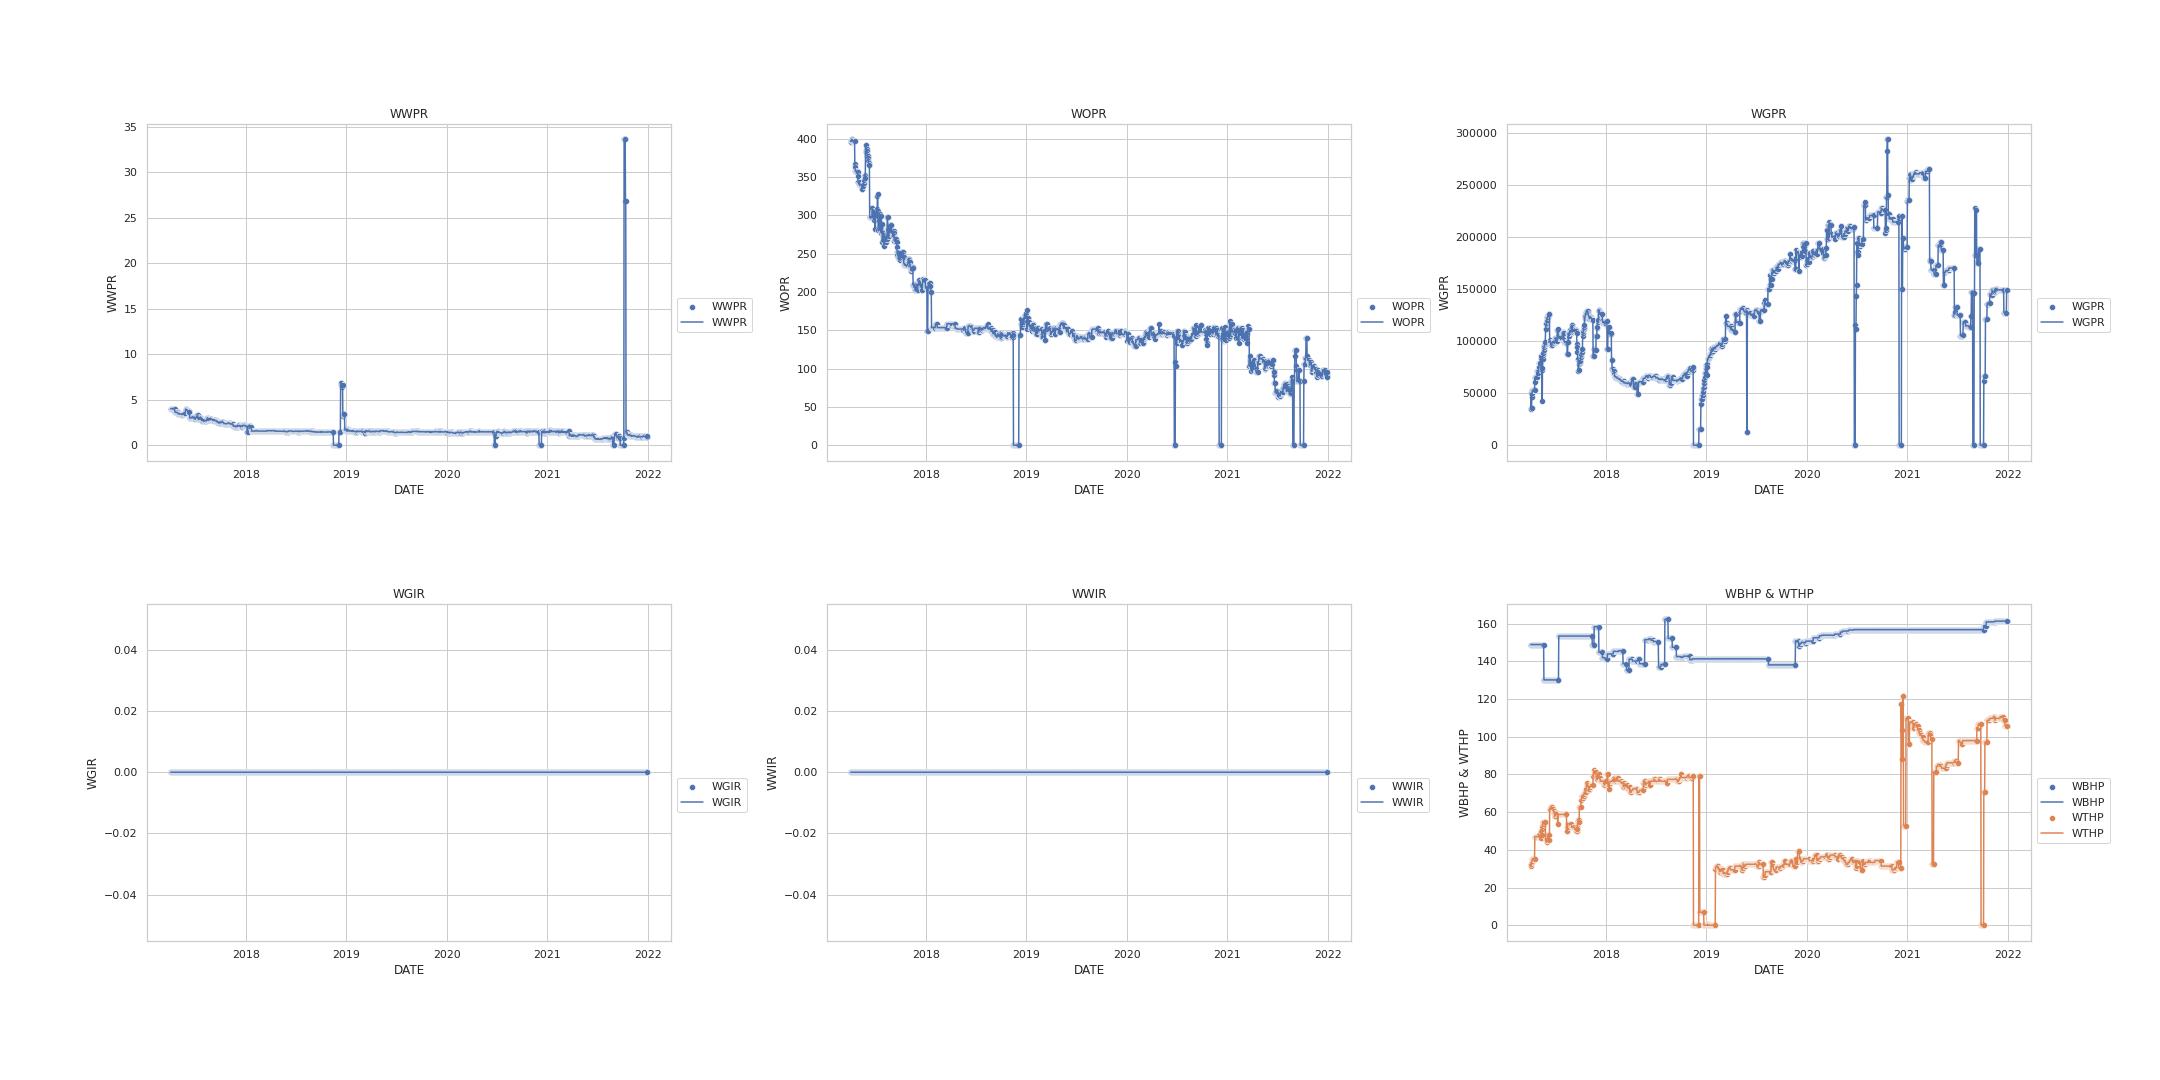 WWPR
35
30
25
20
15
10
5
0
WWPR
2018
2019
2020
2021
2022
DATE
WWPR
WWPR
WOPR
400
350
300
250
200
150
100
50
0
WOPR
2018
2019
2020
2021
2022
DATE
WOPR
WOPR
WGPR
300000
250000
200000
150000
100000
50000
0
WGPR
2018
2019
2020
2021
2022
DATE
WGPR
WGPR
WGIR
0.04
0.02
0.00
−0.02
−0.04
WGIR
2018
2019
2020
2021
2022
DATE
WGIR
WGIR
WWIR
0.04
0.02
0.00
−0.02
−0.04
WWIR
2018
2019
2020
2021
2022
DATE
WWIR
WWIR
WBHP & WTHP
160
140
120
100
80
60
40
20
0
WBHP & WTHP
2018
2019
2020
2021
2022
DATE
WBHP
WBHP
WTHP
WTHP